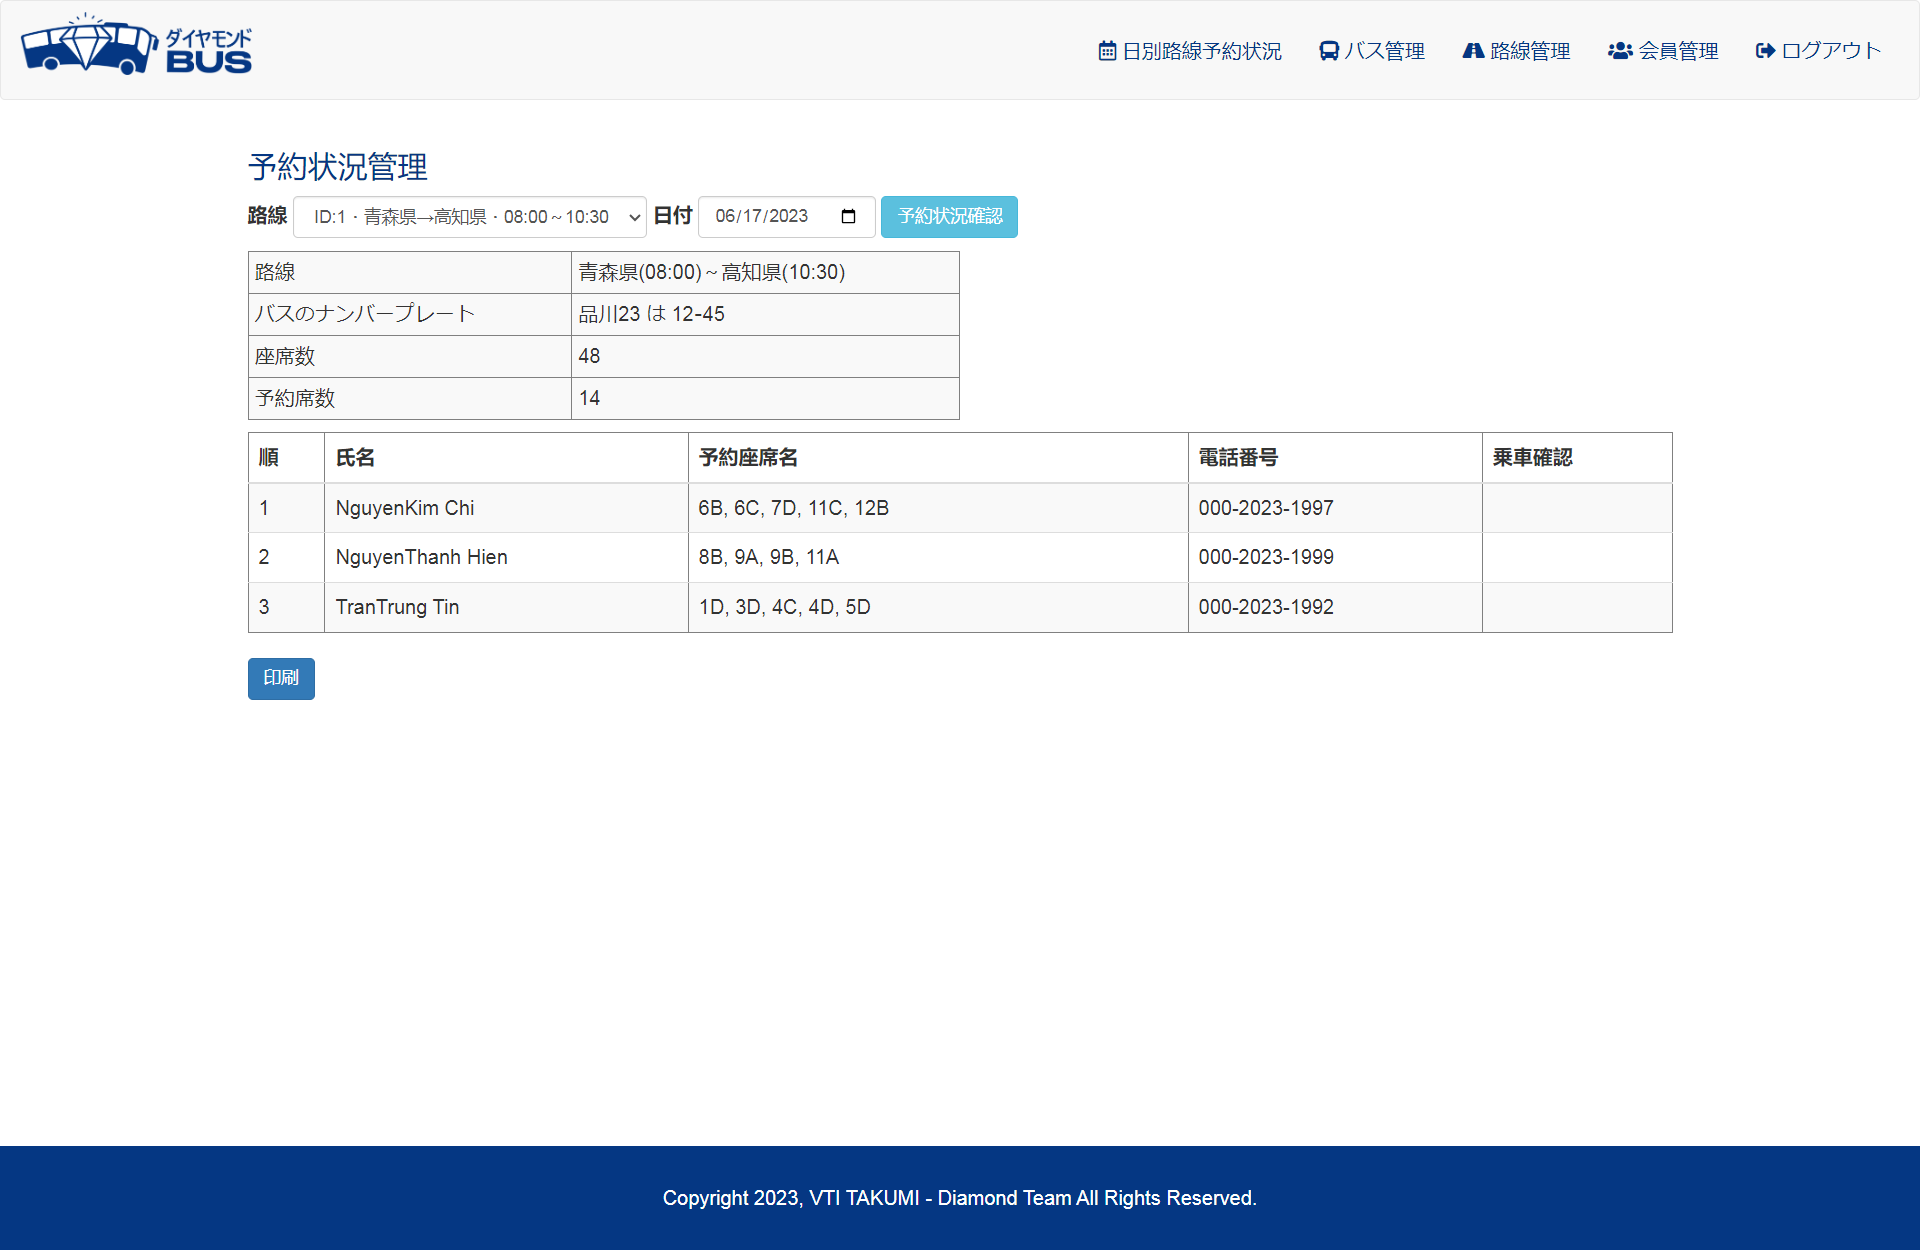 ダイヤモンド
BUS
日別路線予約状況 バス管理 路線管理 会員管理 ログアウト
予約状況管理
路線 ID:1・青森県→高知県・08:00～10:30 日付 06/17/2023 予約状況確認
路線 青森県(08:00)～高知県(10:30)
バスのナンバープレート 品川23 は 12-45
座席数 48
予約席数 14
順 氏名 予約座席名 電話番号 乗車確認
1 NguyenKim Chi 6B, 6C, 7D, 11C, 12B 000-2023-1997
2 NguyenThanh Hien 8B, 9A, 9B, 11A 000-2023-1999
3 TranTrung Tin 1D, 3D, 4C, 4D, 5D 000-2023-1992
印刷
Copyright 2023, VTI TAKUMI - Diamond Team All Rights Reserved.